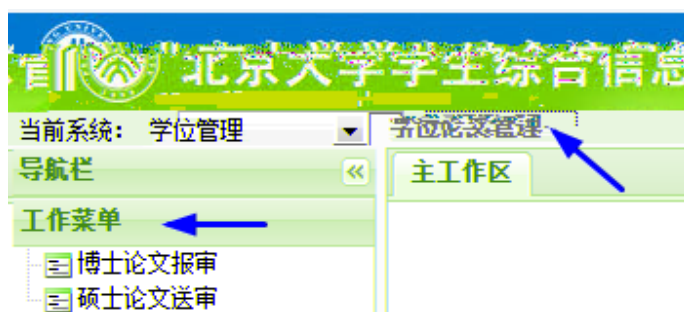 北京大学学生综合信息
当前系统： 学位管理 学位论文管理
导航栏 主工作区
工作菜单
博士论文报审
硕士论文送审